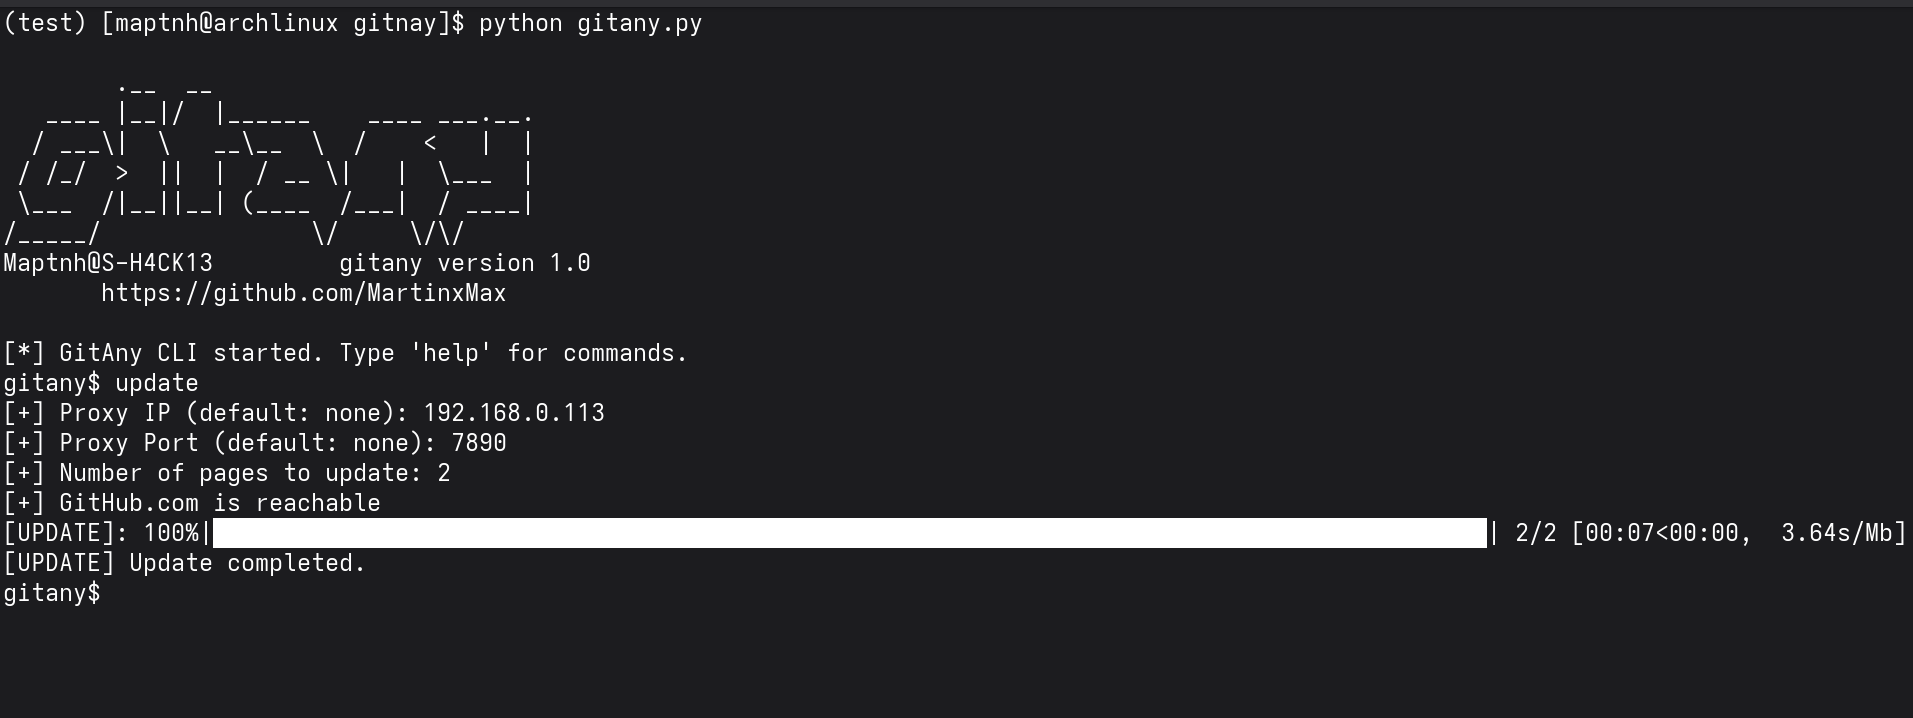 (test) [maptnh@archlinux gitnay]$ python gitany.py
        .__  __
   ____ |__|/  |______    ____ ___.__.
  / ___\|  \   __\__  \  /    <   |  |
 / /_/  >  ||  |  / __ \|   |  \___  |
 \___  /|__||__| (____  /___|  / ____|
/_____/               \/     \/\/
Maptnh@S-H4CK13         gitany version 1.0
       https://github.com/MartinxMax
[*] GitAny CLI started. Type 'help' for commands.
gitany$ update
[+] Proxy IP (default: none): 192.168.0.113
[+] Proxy Port (default: none): 7890
[+] Number of pages to update: 2
[+] GitHub.com is reachable
[UPDATE]: 100%|██████████| 2/2 [00:07<00:00,  3.64s/Mb]
[UPDATE] Update completed.
gitany$